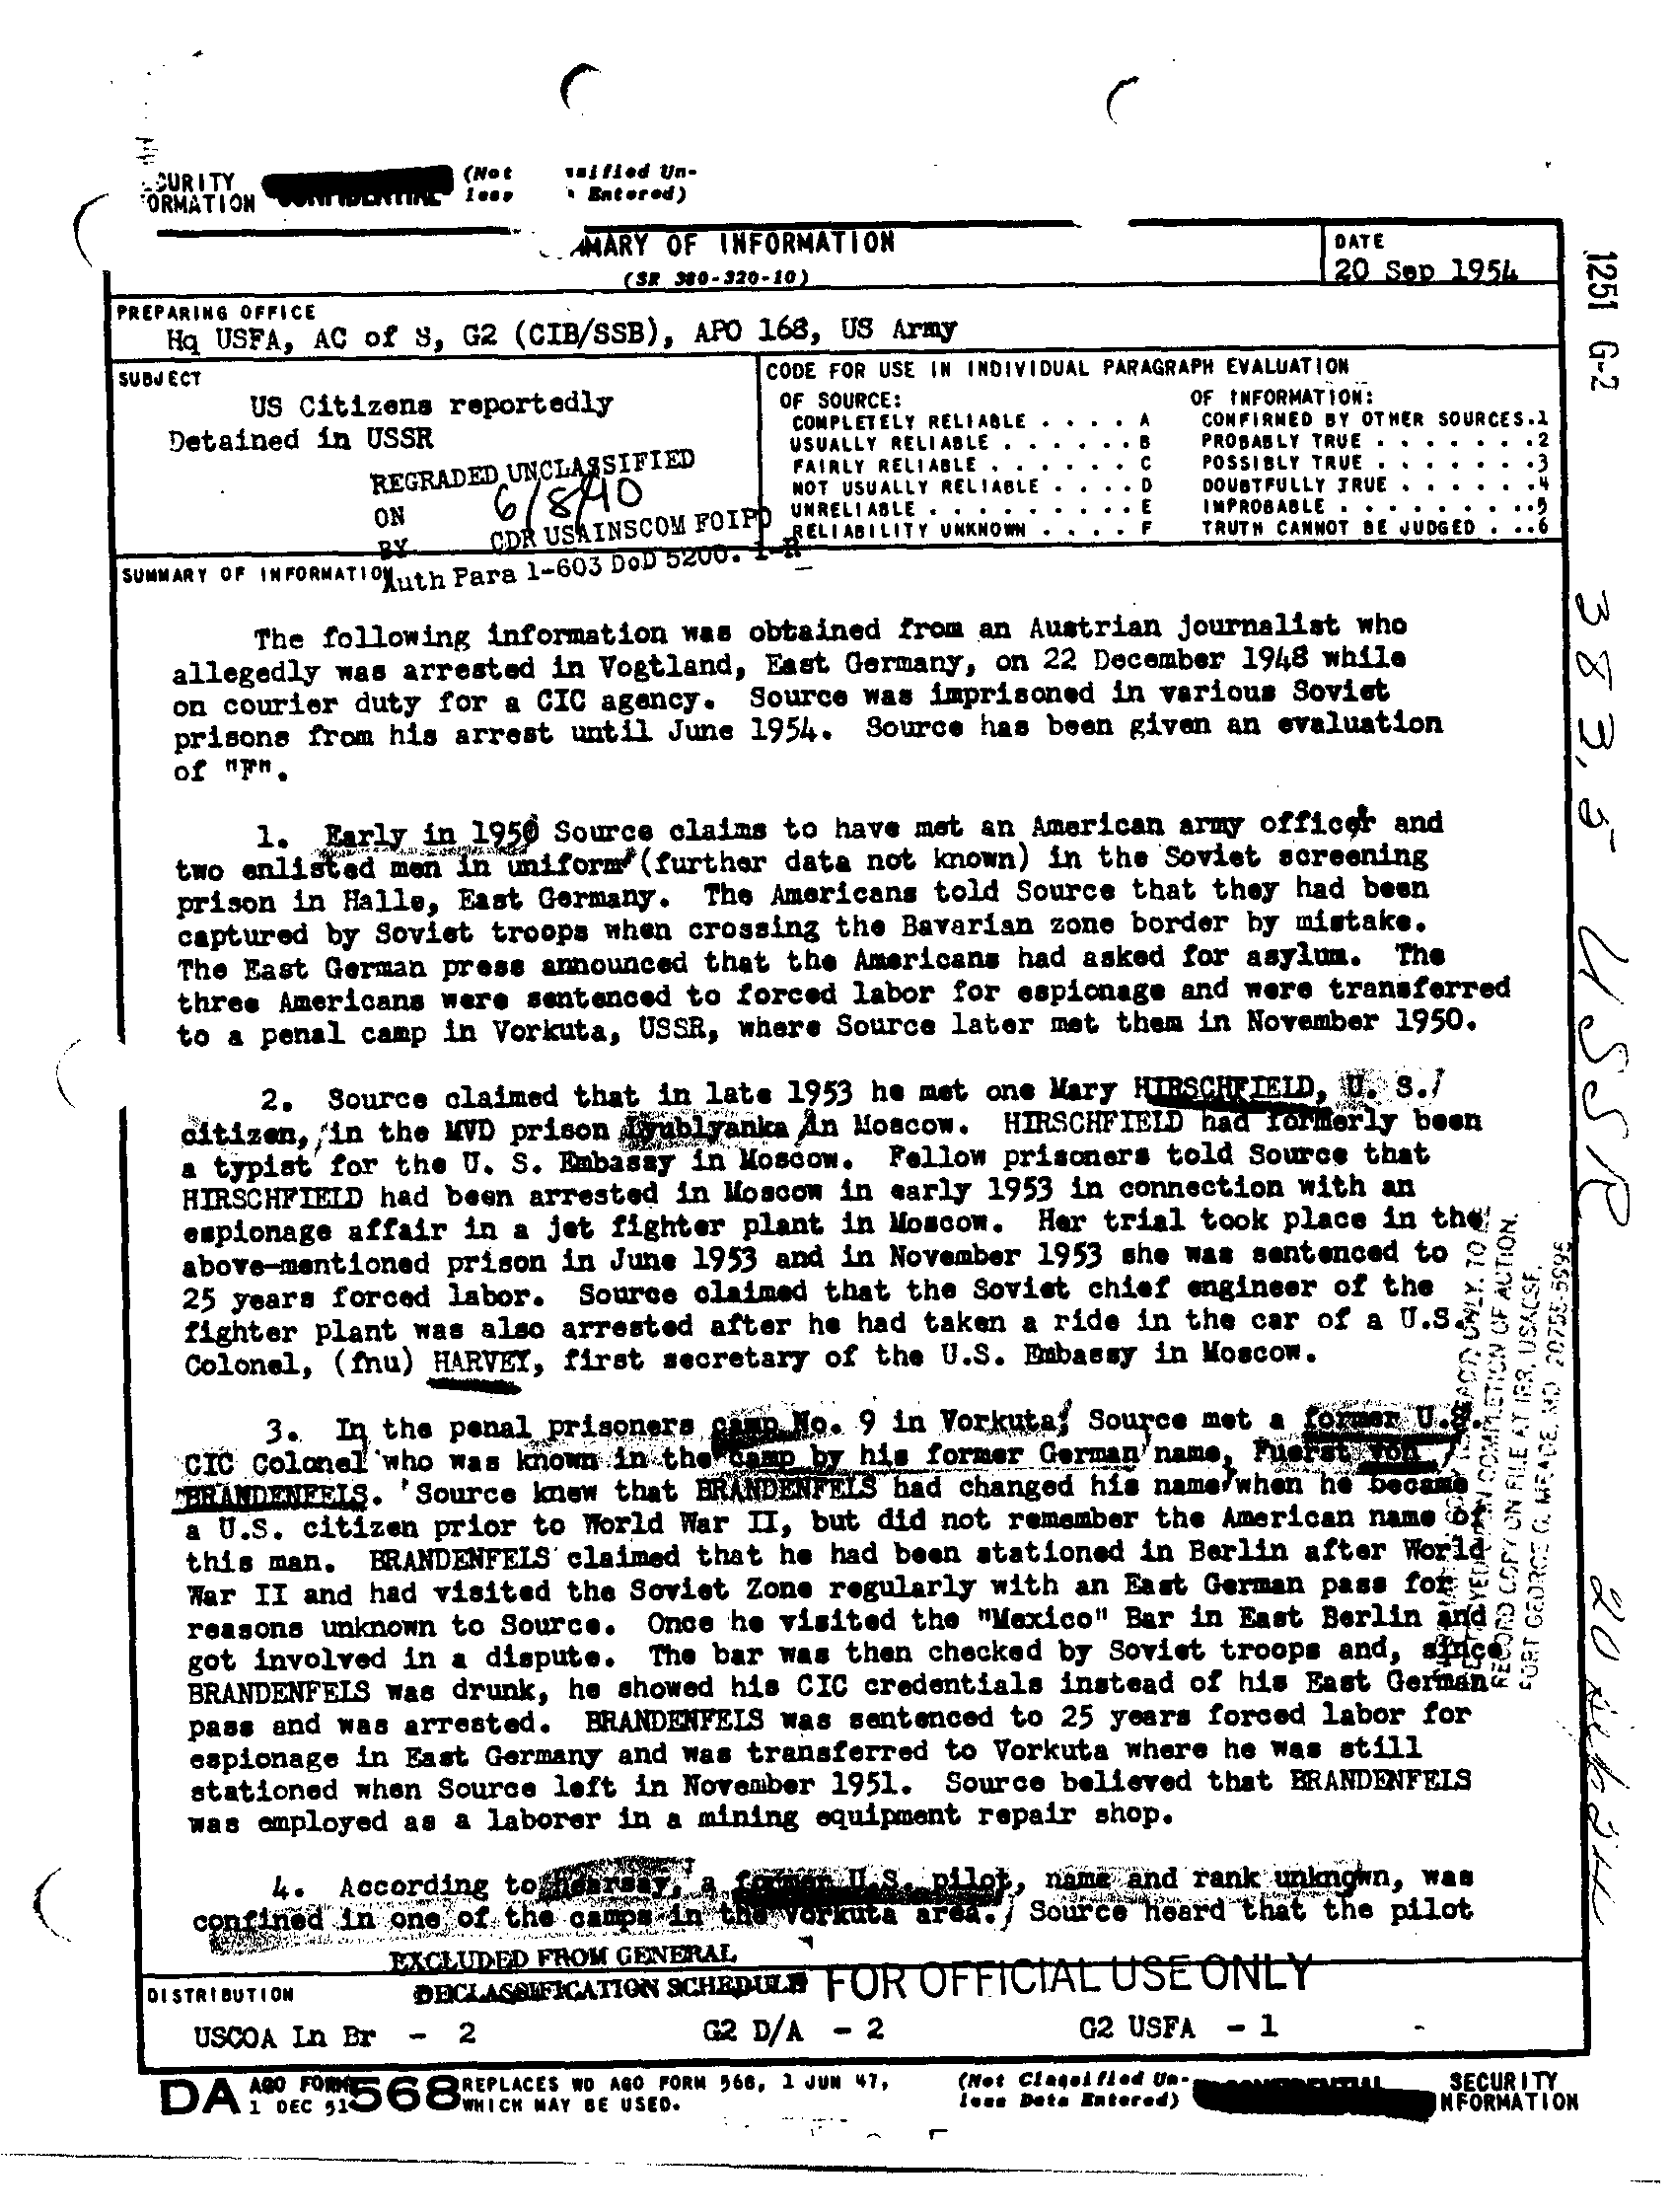 SECURITY
INFORMATION
(Not
less Entered)
OF INFORMATION
(SR 380-320-10)
DATE
20 Sep 1954
PREPARING OFFICE
Hq USFA, AC of S, G2 (CIB/SSB), APO 168, US Army
SUBJECT
US Citizens reportedly
Detained in USSR
REGRADED UNCLASSIFIED
ON
BY CDR USAINSCOM FOIPO
Auth Para 1-603 DoD 5200.1-R
CODE FOR USE IN INDIVIDUAL PARAGRAPH EVALUATION
OF SOURCE: OF INFORMATION:
COMPLETELY RELIABLE . . . . A CONFIRMED BY OTHER SOURCES.1
USUALLY RELIABLE . . . . . . B PROBABLY TRUE . . . . . . . 2
FAIRLY RELIABLE . . . . . . C POSSIBLY TRUE . . . . . . . 3
NOT USUALLY RELIABLE . . . . D DOUBTFULLY TRUE . . . . . . 4
UNRELIABLE . . . . . . . . . E IMPROBABLE . . . . . . . . . 5
RELIABILITY UNKNOWN . . . . F TRUTH CANNOT BE JUDGED . . . 6
SUMMARY OF INFORMATION
The following information was obtained from an Austrian journalist who
allegedly was arrested in Vogtland, East Germany, on 22 December 1948 while
on courier duty for a CIC agency. Source was imprisoned in various Soviet
prisons from his arrest until June 1954. Source has been given an evaluation
of "F".
1. Early in 1950 Source claims to have met an American army officer and
two enlisted men in uniform (further data not known) in the Soviet screening
prison in Halle, East Germany. The Americans told Source that they had been
captured by Soviet troops when crossing the Bavarian zone border by mistake.
The East German press announced that the Americans had asked for asylum. The
three Americans were sentenced to forced labor for espionage and were transferred
to a penal camp in Vorkuta, USSR, where Source later met them in November 1950.
2. Source claimed that in late 1953 he met one Mary HIRSCHFIELD, U. S.
citizen, in the MVD prison Lyublyanka in Moscow. HIRSCHFIELD had formerly been
a typist for the U. S. Embassy in Moscow. Fellow prisoners told Source that
HIRSCHFIELD had been arrested in Moscow in early 1953 in connection with an
espionage affair in a jet fighter plant in Moscow. Her trial took place in the
above-mentioned prison in June 1953 and in November 1953 she was sentenced to
25 years forced labor. Source claimed that the Soviet chief engineer of the
fighter plant was also arrested after he had taken a ride in the car of a U.S.
Colonel, (fnu) HARVEY, first secretary of the U.S. Embassy in Moscow.
3. In the penal prisoners camp No. 9 in Vorkuta, Source met a former U.S.
CIC Colonel who was known in the camp by his former German name, Fuerst von
BRANDENFELS. Source knew that BRANDENFELS had changed his name when he became
a U.S. citizen prior to World War II, but did not remember the American name of
this man. BRANDENFELS claimed that he had been stationed in Berlin after World
War II and had visited the Soviet Zone regularly with an East German pass for
reasons unknown to Source. Once he visited the "Mexico" Bar in East Berlin and
got involved in a dispute. The bar was then checked by Soviet troops and, since
BRANDENFELS was drunk, he showed his CIC credentials instead of his East German
pass and was arrested. BRANDENFELS was sentenced to 25 years forced labor for
espionage in East Germany and was transferred to Vorkuta where he was still
stationed when Source left in November 1951. Source believed that BRANDENFELS
was employed as a laborer in a mining equipment repair shop.
4. According to hearsay, a former U.S. pilot, name and rank unknown, was
confined in one of the camps in the Vorkuta area. Source heard that the pilot
EXCLUDED FROM GENERAL
DECLASSIFICATION SCHEDULE
FOR OFFICIAL USE ONLY
DISTRIBUTION
USCOA Ln Br - 2 G2 D/A - 2 G2 USFA - 1
DA AGO FORM 1 DEC 51 568 REPLACES WD AGO FORM 568, 1 JUN 47,
WHICH MAY BE USED.
(Not Classified Un-
less Data Entered)
SECURITY
INFORMATION
1251 G-2
383.5 USSR
RECORD COPY ON FILE AT IRR, USACSF,
FORT GEORGE G. MEADE, MD. 20755-5995